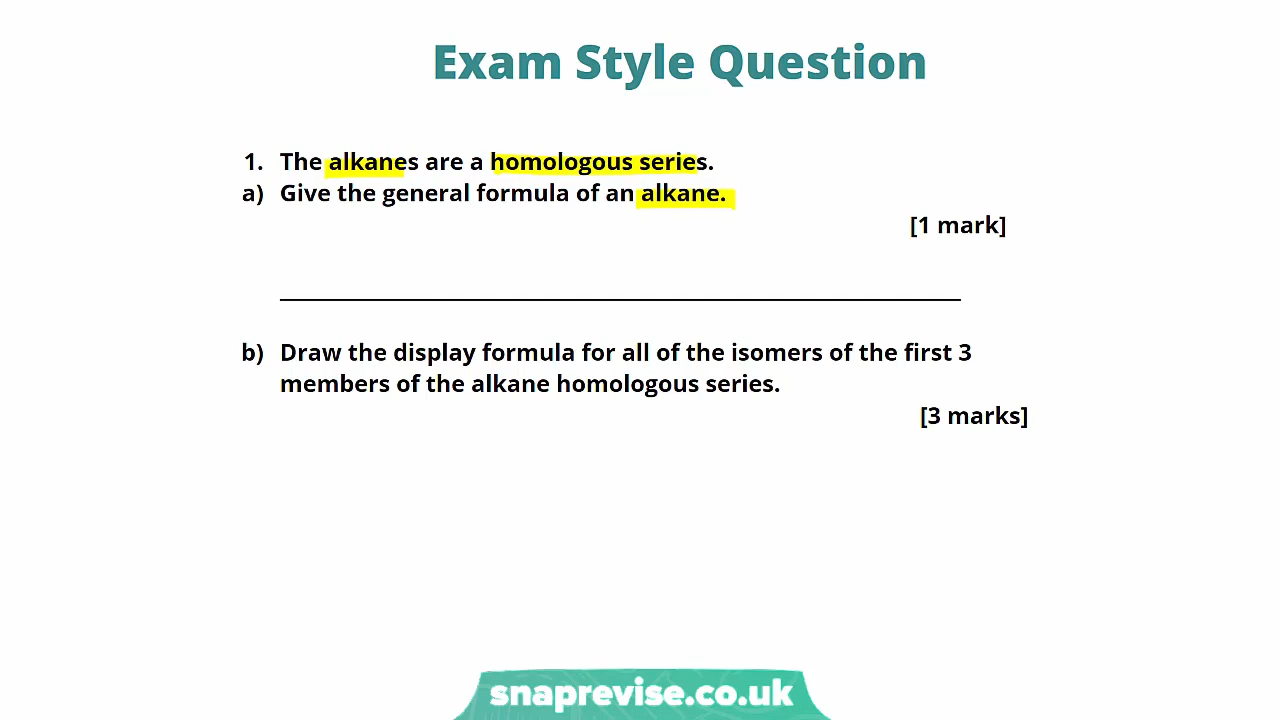 Exam Style Question
1. The alkanes are a homologous series.
a) Give the general formula of an alkane.
[1 mark]
b) Draw the display formula for all of the isomers of the first 3
members of the alkane homologous series.
[3 marks]
snaprevise.co.uk